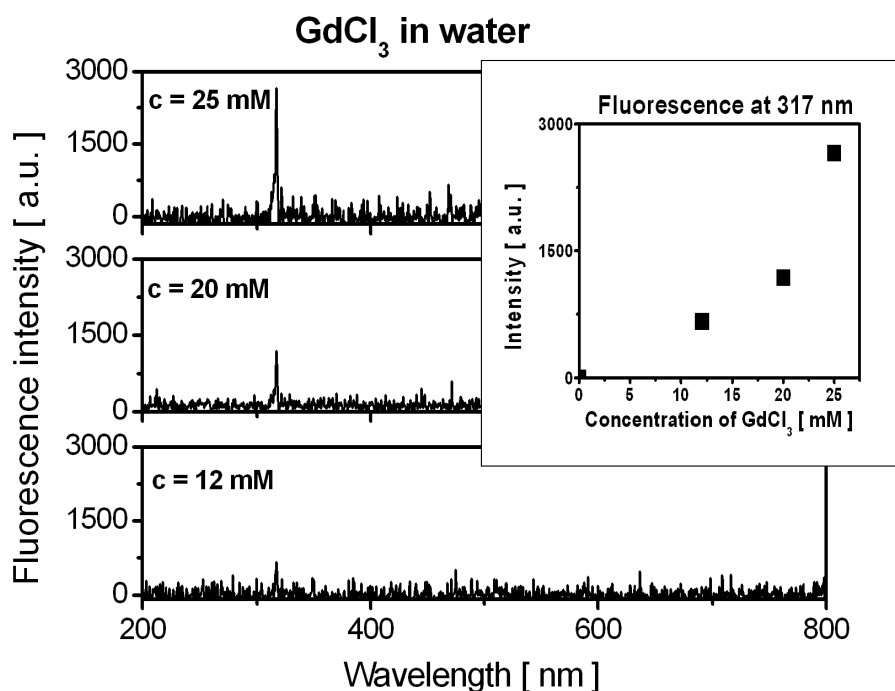 GdCl₃ in water
Fluorescence intensity [ a.u. ]
3000
c = 25 mM
1500
0
3000
c = 20 mM
1500
0
3000
c = 12 mM
1500
0
200 400 600 800
Wavelength [ nm ]
Fluorescence at 317 nm
Intensity [ a.u. ]
3000
1500
0
0 5 10 15 20 25
Concentration of GdCl₃ [ mM ]